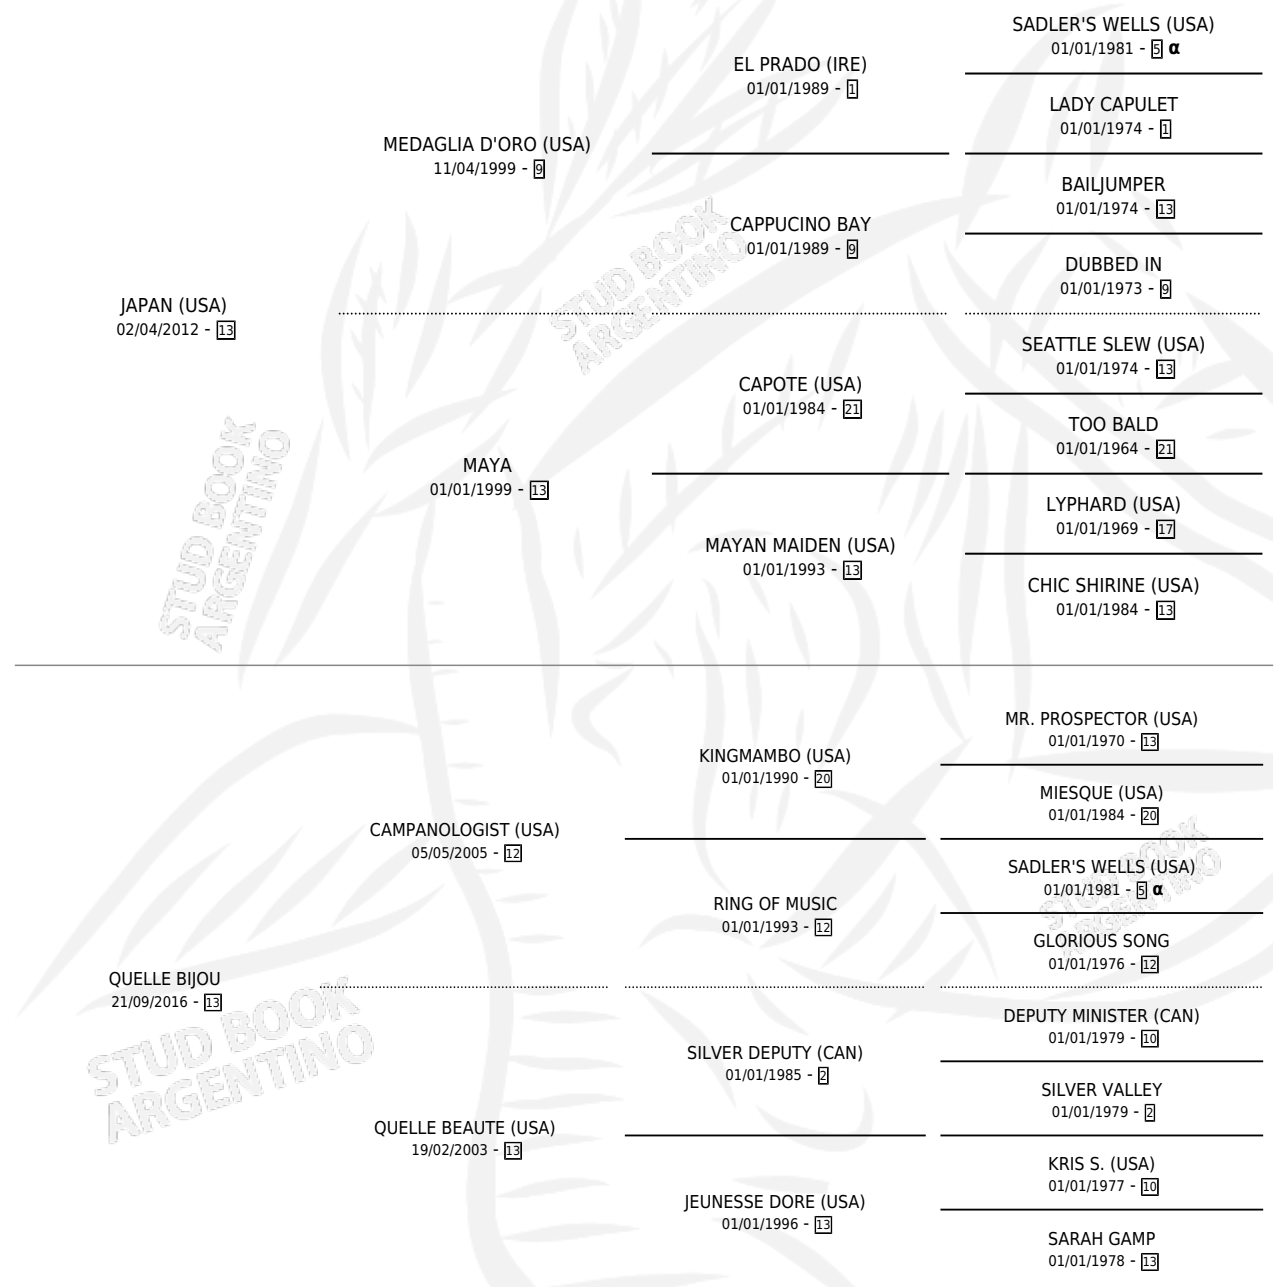 SADLER'S WELLS (USA)
01/01/1981 - 5 α
EL PRADO (IRE)
01/01/1989 - 1
LADY CAPULET
01/01/1974 - 1
MEDAGLIA D'ORO (USA)
11/04/1999 - 9
BAILJUMPER
01/01/1974 - 13
CAPPUCINO BAY
01/01/1989 - 9
DUBBED IN
01/01/1973 - 9
JAPAN (USA)
02/04/2012 - 13
SEATTLE SLEW (USA)
01/01/1974 - 13
CAPOTE (USA)
01/01/1984 - 21
TOO BALD
01/01/1964 - 21
MAYA
01/01/1999 - 13
LYPHARD (USA)
01/01/1969 - 17
MAYAN MAIDEN (USA)
01/01/1993 - 13
CHIC SHIRINE (USA)
01/01/1984 - 13
STUD BOOK
ARGENTINO
STUD BOOK
ARGENTINO
MR. PROSPECTOR (USA)
01/01/1970 - 13
KINGMAMBO (USA)
01/01/1990 - 20
MIESQUE (USA)
01/01/1984 - 20
CAMPANOLOGIST (USA)
05/05/2005 - 12
SADLER'S WELLS (USA)
01/01/1981 - 5 α
RING OF MUSIC
01/01/1993 - 12
GLORIOUS SONG
01/01/1976 - 12
QUELLE BIJOU
21/09/2016 - 13
DEPUTY MINISTER (CAN)
01/01/1979 - 10
SILVER DEPUTY (CAN)
01/01/1985 - 2
SILVER VALLEY
01/01/1979 - 2
QUELLE BEAUTE (USA)
19/02/2003 - 13
KRIS S. (USA)
01/01/1977 - 10
JEUNESSE DORE (USA)
01/01/1996 - 13
SARAH GAMP
01/01/1978 - 13
STUD BOOK
ARGENTINO
STUD BOOK
ARGENTINO